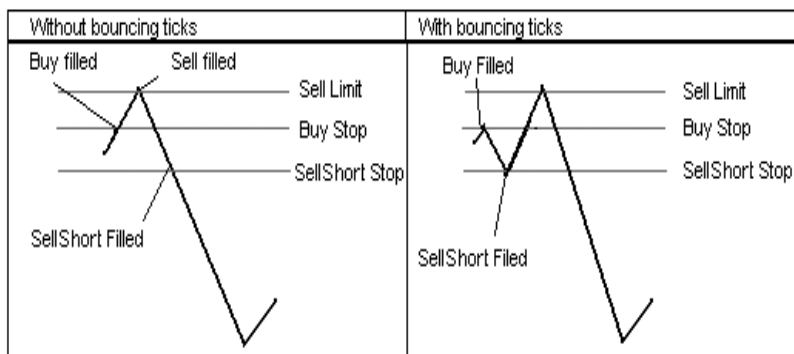 Without bouncing ticks
Buy filled
Sell filled
Sell Limit
Buy Stop
SellShort Stop
SellShort Filled
With bouncing ticks
Buy Filled
Sell Limit
Buy Stop
SellShort Stop
SellShort Filed